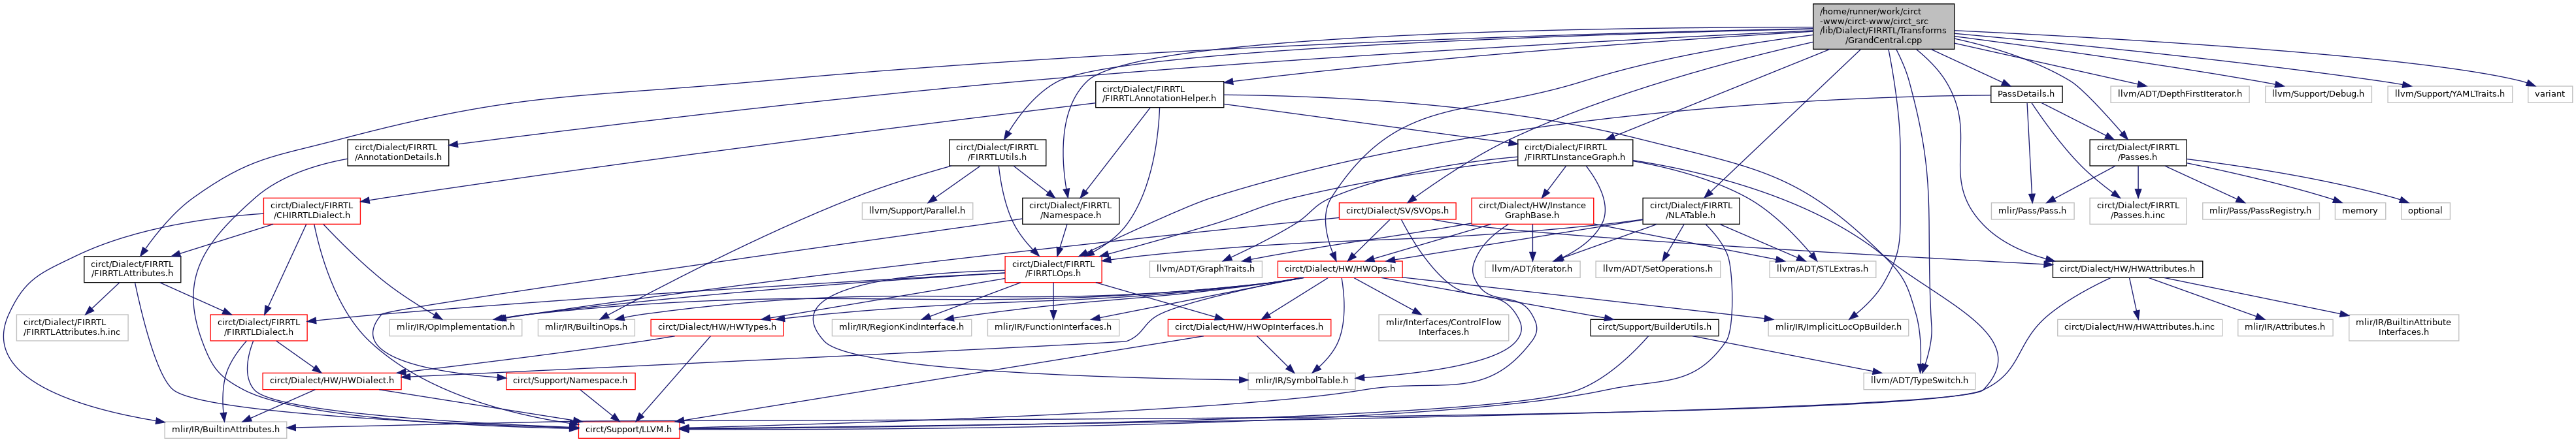 /home/runner/work/circt
-www/circt-www/circt_src
/lib/Dialect/FIRRTL/Transforms
/GrandCentral.cpp
circt/Dialect/FIRRTL
/FIRRTLAnnotationHelper.h
PassDetails.h
llvm/ADT/DepthFirstIterator.h
llvm/Support/Debug.h
llvm/Support/YAMLTraits.h
variant
circt/Dialect/FIRRTL
/AnnotationDetails.h
circt/Dialect/FIRRTL
/FIRRTLUtils.h
circt/Dialect/FIRRTL
/FIRRTLInstanceGraph.h
circt/Dialect/FIRRTL
/Passes.h
circt/Dialect/FIRRTL
/CHIRRTLDialect.h
llvm/Support/Parallel.h
circt/Dialect/FIRRTL
/Namespace.h
circt/Dialect/SV/SVOps.h
circt/Dialect/HW/Instance
GraphBase.h
circt/Dialect/FIRRTL
/NLATable.h
mlir/Pass/Pass.h
circt/Dialect/FIRRTL
/Passes.h.inc
mlir/Pass/PassRegistry.h
memory
optional
circt/Dialect/FIRRTL
/FIRRTLAttributes.h
circt/Dialect/FIRRTL
/FIRRTLOps.h
llvm/ADT/GraphTraits.h
circt/Dialect/HW/HWOps.h
llvm/ADT/iterator.h
llvm/ADT/SetOperations.h
llvm/ADT/STLExtras.h
circt/Dialect/HW/HWAttributes.h
circt/Dialect/FIRRTL
/FIRRTLAttributes.h.inc
circt/Dialect/FIRRTL
/FIRRTLDialect.h
mlir/IR/OpImplementation.h
mlir/IR/BuiltinOps.h
circt/Dialect/HW/HWTypes.h
mlir/IR/RegionKindInterface.h
mlir/IR/FunctionInterfaces.h
circt/Dialect/HW/HWOpInterfaces.h
mlir/Interfaces/ControlFlow
Interfaces.h
circt/Support/BuilderUtils.h
mlir/IR/ImplicitLocOpBuilder.h
circt/Dialect/HW/HWAttributes.h.inc
mlir/IR/Attributes.h
mlir/IR/BuiltinAttribute
Interfaces.h
circt/Dialect/HW/HWDialect.h
circt/Support/Namespace.h
mlir/IR/SymbolTable.h
llvm/ADT/TypeSwitch.h
mlir/IR/BuiltinAttributes.h
circt/Support/LLVM.h